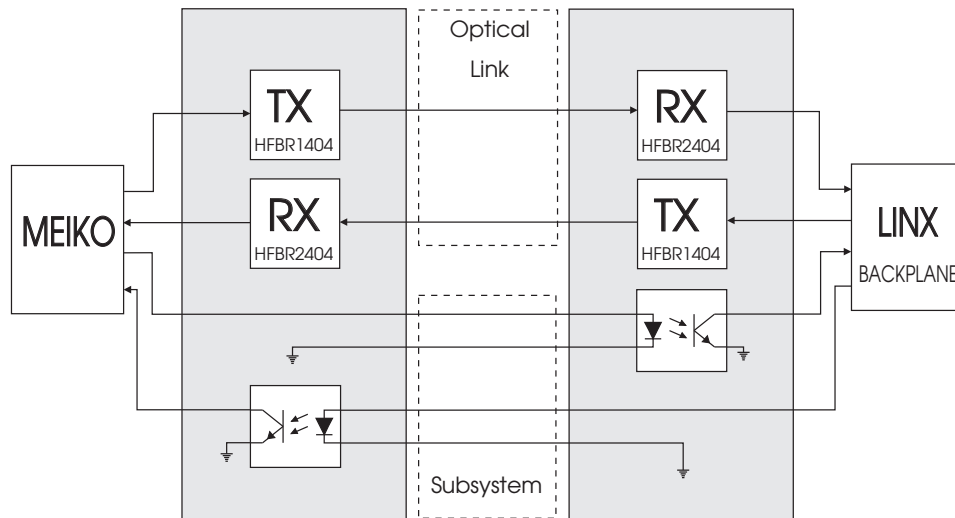 Optical
Link
TX
HFBR1404
RX
HFBR2404
MEIKO
RX
HFBR2404
TX
HFBR1404
LINX
BACKPLANE
Subsystem